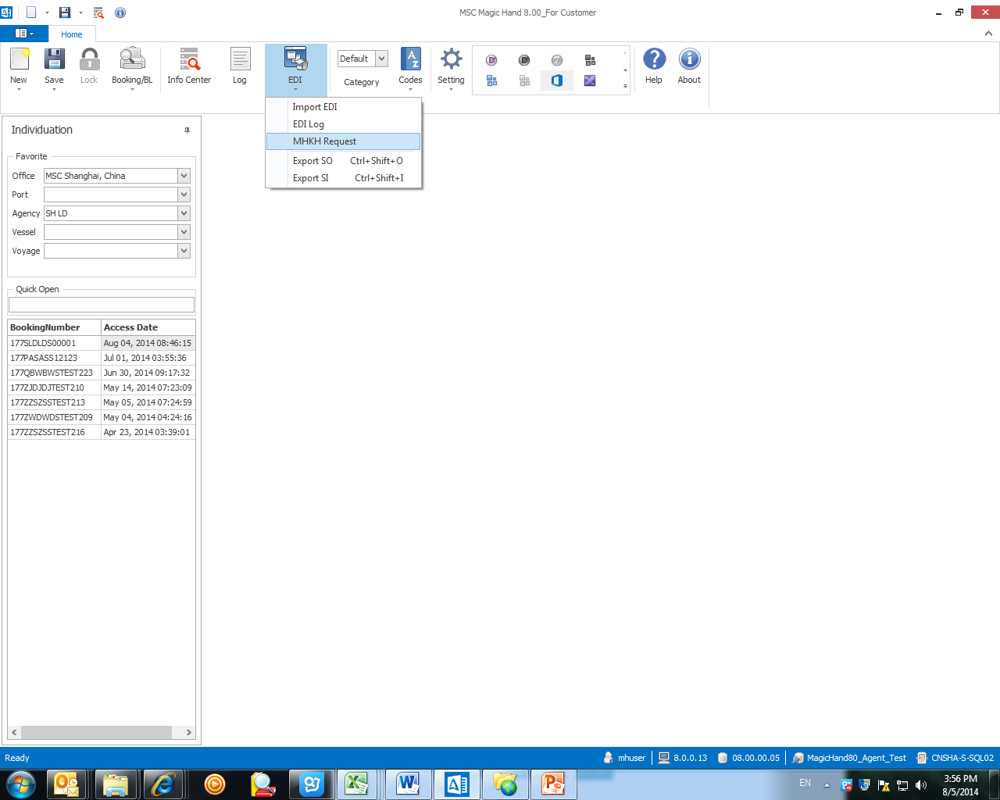 MSC Magic Hand 8.00_For Customer
Home
New
Save
Lock
Booking/BL
Info Center
Log
EDI
Default
Category
Codes
Setting
Help
About
Import EDI
EDI Log
MHKH Request
Export SO Ctrl+Shift+O
Export SI Ctrl+Shift+I
Individuation
Favorite
Office MSC Shanghai, China
Port
Agency SH LD
Vessel
Voyage
Quick Open
BookingNumber Access Date
177SLDLDS00001 Aug 04, 2014 08:46:15
177PASASS12123 Jul 01, 2014 03:55:36
177QBWBWSTEST223 Jun 30, 2014 09:17:32
177ZJDJDJTEST210 May 14, 2014 07:23:09
177ZZSZSSTEST213 May 05, 2014 07:24:59
177ZWDWDSTEST209 May 04, 2014 04:24:16
177ZZSZSSTEST216 Apr 23, 2014 03:39:01
Ready mhuser 8.0.0.13 08.00.00.05 MagicHand80_Agent_Test CNSHA-S-SQL02
EN
3:56 PM
8/5/2014